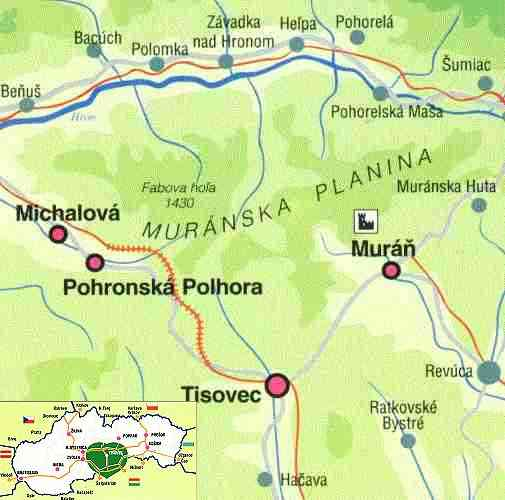 Závadka
nad Hronom
Heľpa
Pohorelá
Bacúch
Polomka
Šumiac
Beňuš
Pohorelská Maša
Hron
Fabova hoľa
1430
MURÁNSKA PLANINA
Muránska Huta
Michalová
Muráň
Pohronská Polhora
Revúca
Tisovec
Ratkovské
Bystré
Hačava